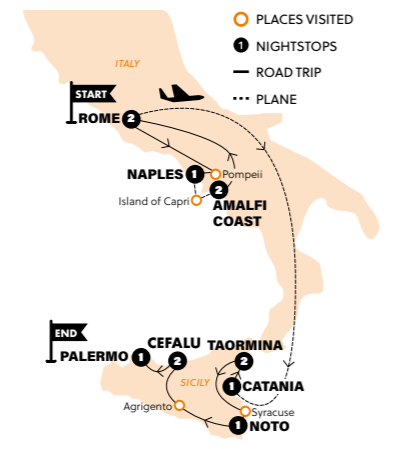 PLACES VISITED
1 NIGHTSTOPS
ROAD TRIP
PLANE
ITALY
START
ROME 2
NAPLES 1
Pompeii
Island of Capri
2
AMALFI
COAST
END
PALERMO 1
CEFALU
2
TAORMINA
2
SICILY
1 CATANIA
Agrigento
Syracuse
1 NOTO